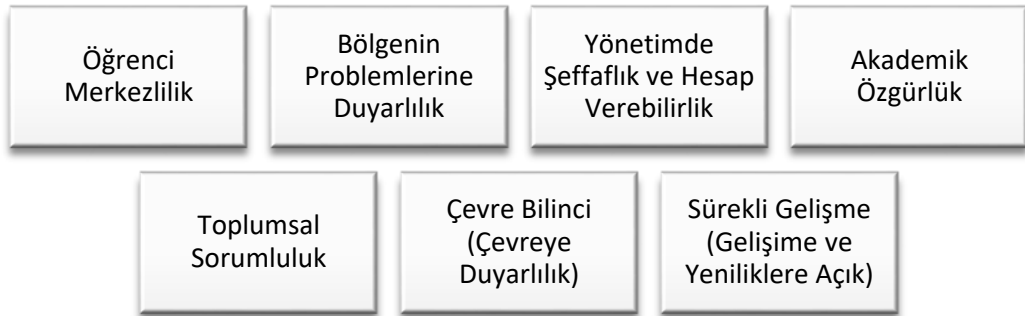 Öğrenci
Merkezlilik
Bölgenin
Problemlerine
Duyarlılık
Yönetimde
Şeffaflık ve Hesap
Verebilirlik
Akademik
Özgürlük
Toplumsal
Sorumluluk
Çevre Bilinci
(Çevreye
Duyarlılık)
Sürekli Gelişme
(Gelişime ve
Yeniliklere Açık)